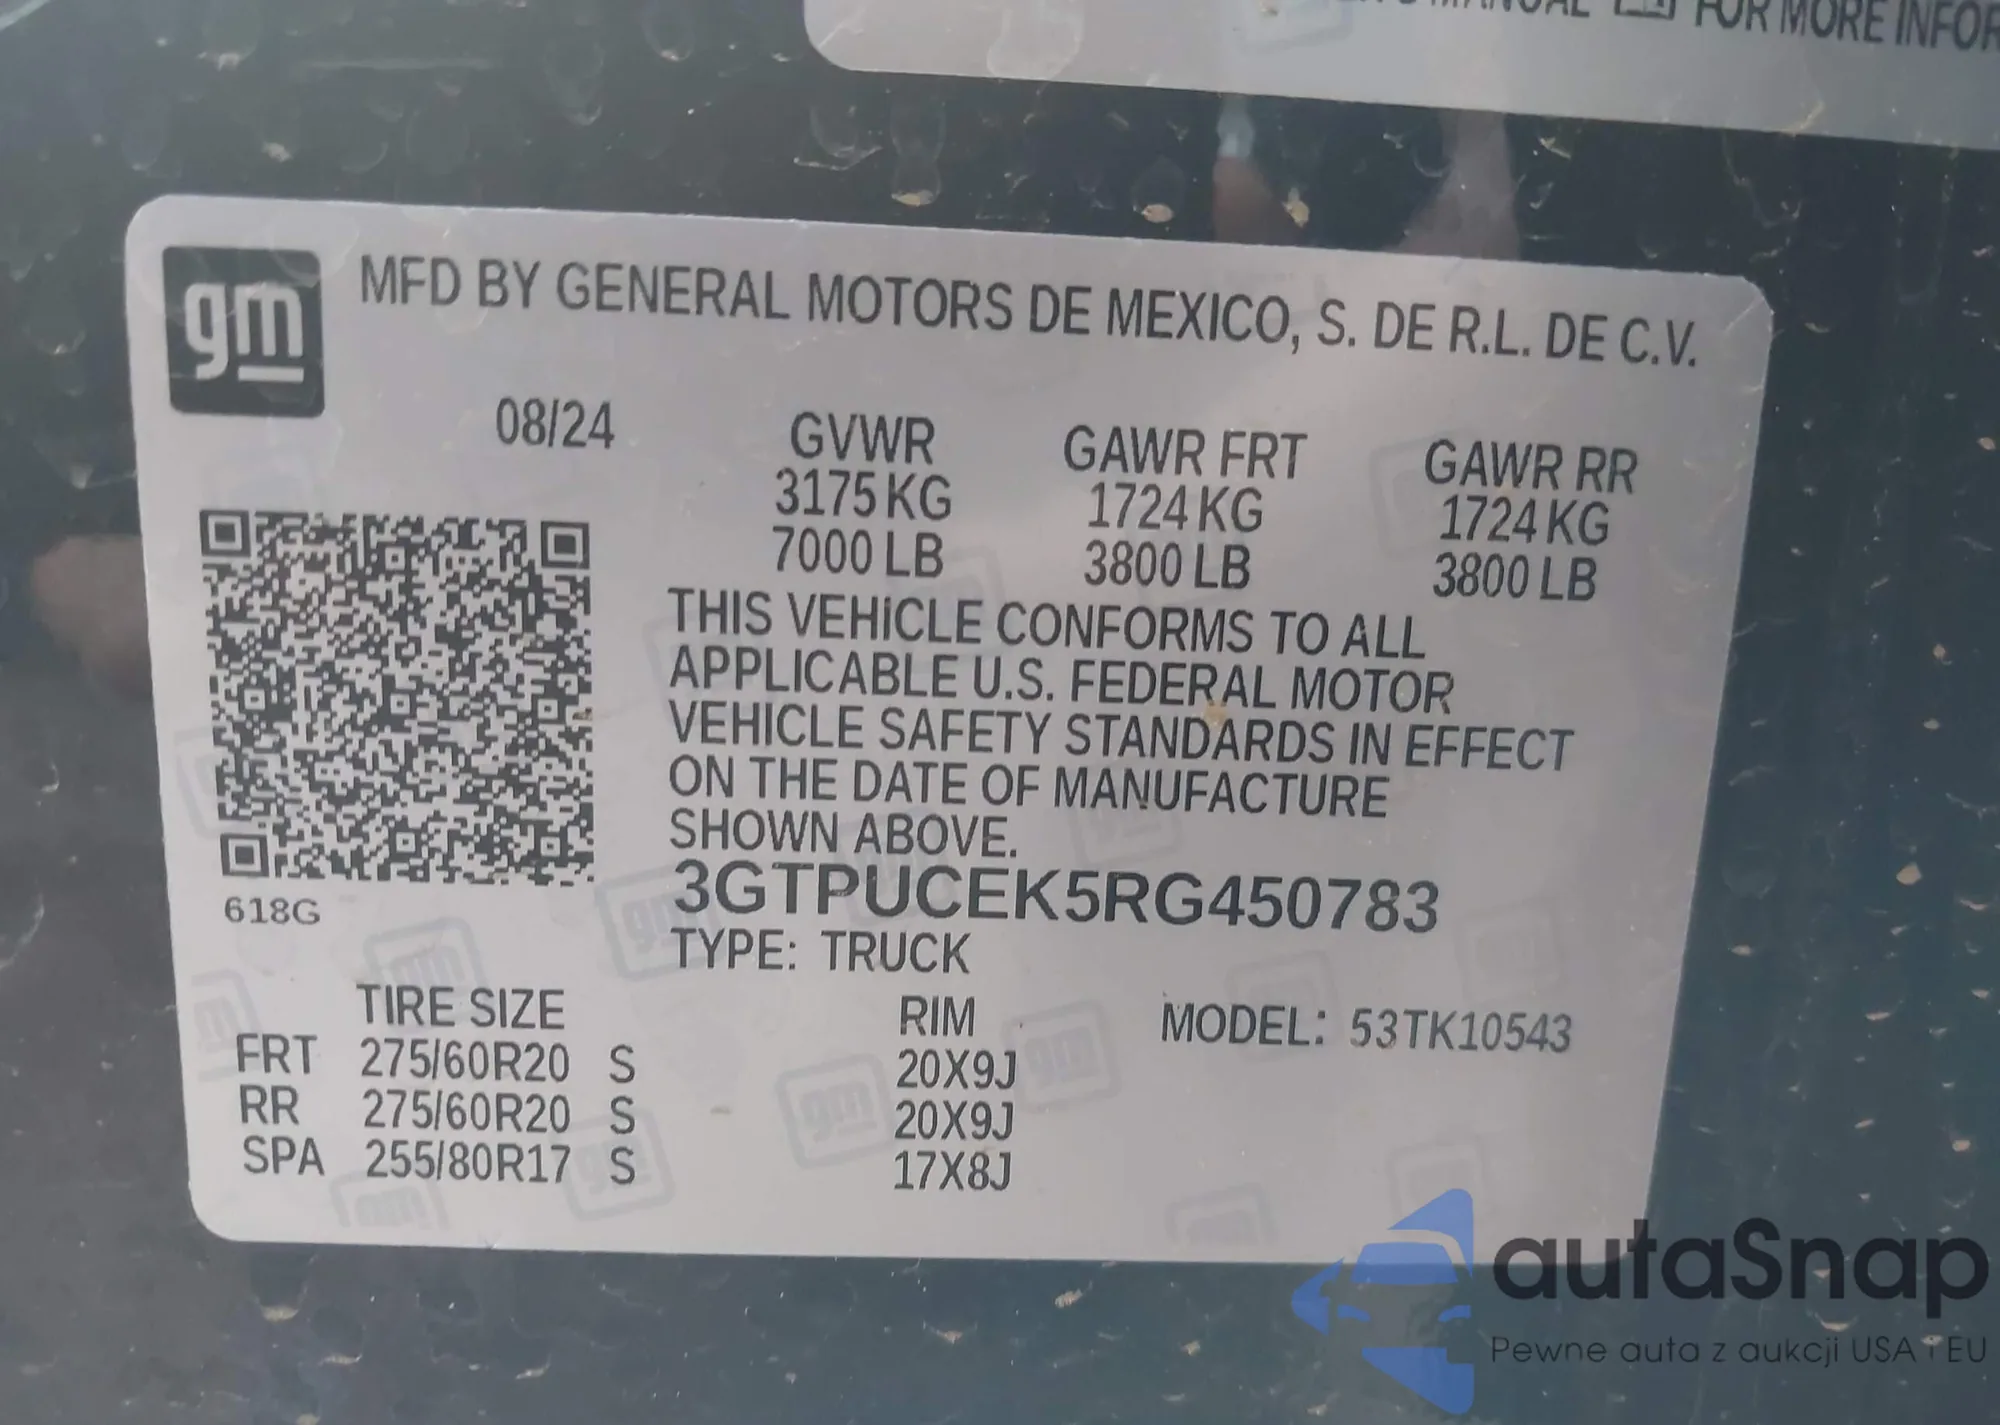 MANUAL FOR MORE INFOR
gm
MFD BY GENERAL MOTORS DE MEXICO, S. DE R.L. DE C.V.
08/24
GVWR GAWR FRT GAWR RR
3175 KG 1724 KG 1724 KG
7000 LB 3800 LB 3800 LB
THIS VEHICLE CONFORMS TO ALL
APPLICABLE U.S. FEDERAL MOTOR
VEHICLE SAFETY STANDARDS IN EFFECT
ON THE DATE OF MANUFACTURE
SHOWN ABOVE.
3GTPUCEK5RG450783
618G
TYPE: TRUCK
TIRE SIZE RIM MODEL: 53TK10543
FRT 275/60R20 S 20X9J
RR 275/60R20 S 20X9J
SPA 255/80R17 S 17X8J
autaSnap
Pewne auta z aukcji USA i EU